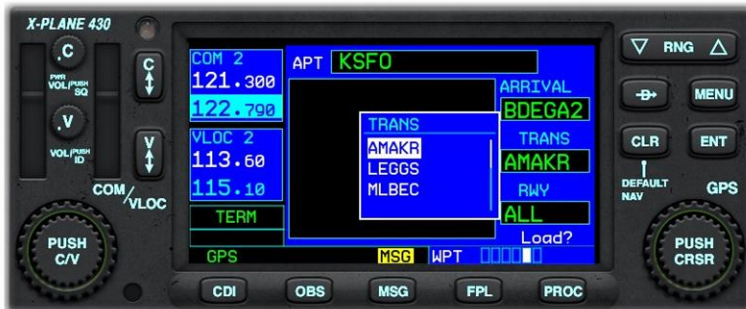 X-PLANE 430
C
PWR
VOL/PUSH
SQ
V
VOL/PUSH
ID
COM/VLOC
PUSH
C/V
C
V
COM 2
121.300
122.790
VLOC 2
113.60
115.10
TERM
GPS
APT KSFO
ARRIVAL
BDEGA2
TRANS
AMAKR
RWY
ALL
Load?
TRANS
AMAKR
LEGGS
MLBEC
MSG WPT
RNG
D
MENU
CLR
ENT
DEFAULT
NAV
GPS
PUSH
CRSR
CDI
OBS
MSG
FPL
PROC